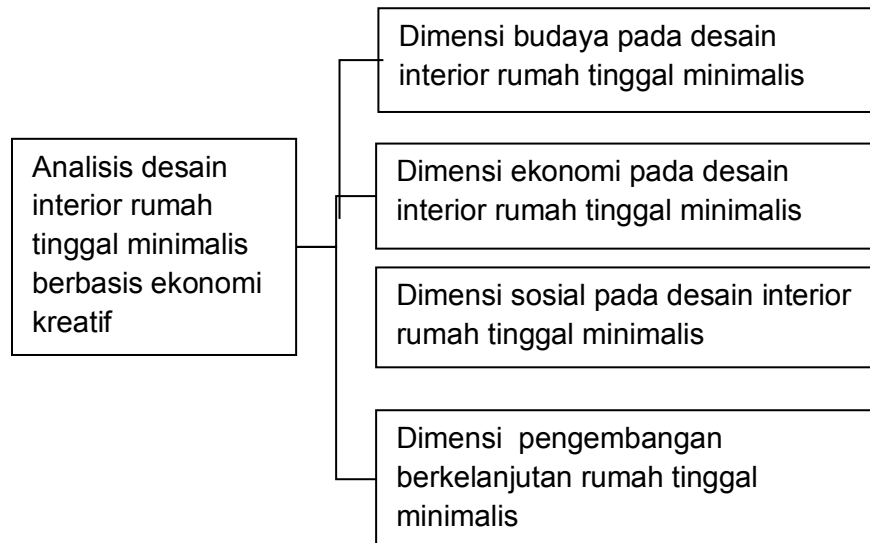 Dimensi budaya pada desain
interior rumah tinggal minimalis
Analisis desain
interior rumah
tinggal minimalis
berbasis ekonomi
kreatif
Dimensi ekonomi pada desain
interior rumah tinggal minimalis
Dimensi sosial pada desain interior
rumah tinggal minimalis
Dimensi pengembangan
berkelanjutan rumah tinggal
minimalis